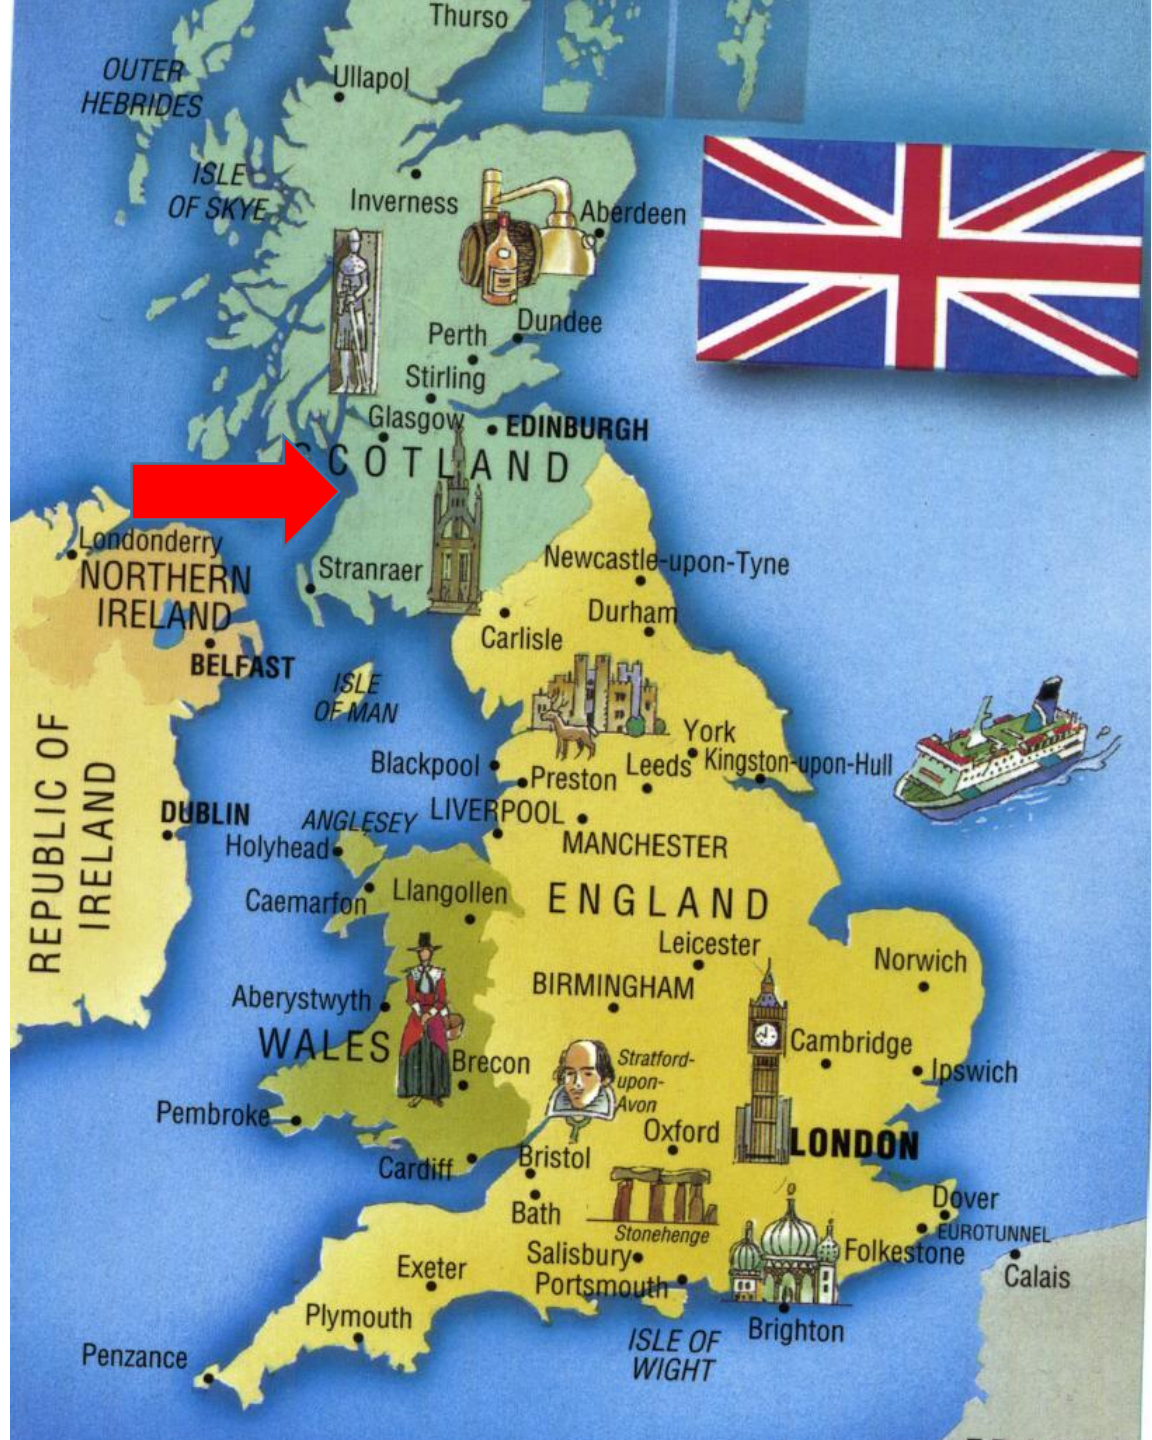 Thurso
OUTER
HEBRIDES
Ullapol
ISLE
OF SKYE
Inverness
Aberdeen
Dundee
Perth
Stirling
Glasgow
EDINBURGH
SCOTLAND
Londonderry
NORTHERN
IRELAND
BELFAST
Stranraer
Newcastle-upon-Tyne
Durham
Carlisle
ISLE
OF MAN
York
Blackpool
Preston
Leeds
Kingston-upon-Hull
REPUBLIC OF
IRELAND
DUBLIN
ANGLESEY
LIVERPOOL
Holyhead
MANCHESTER
Caemarfon
Llangollen
ENGLAND
Leicester
Norwich
BIRMINGHAM
Aberystwyth
WALES
Brecon
Stratford-
upon-
Avon
Cambridge
Ipswich
Pembroke
Oxford
LONDON
Cardiff
Bristol
Bath
Stonehenge
Dover
EUROTUNNEL
Folkestone
Calais
Salisbury
Portsmouth
Exeter
Plymouth
Penzance
ISLE OF
WIGHT
Brighton